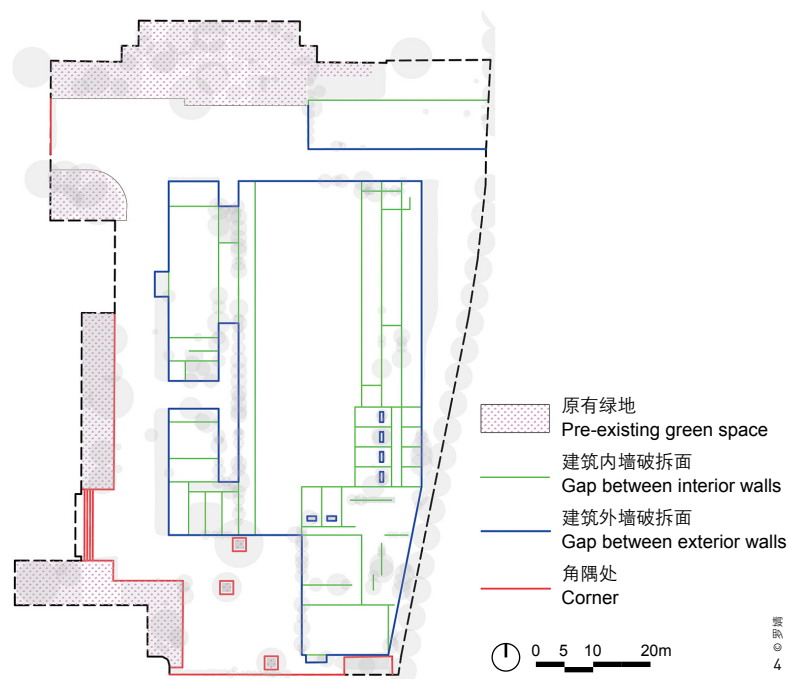 原有绿地
Pre-existing green space
建筑内墙破拆面
Gap between interior walls
建筑外墙破拆面
Gap between exterior walls
角隅处
Corner
0 5 10 20m
4 © 罗婧